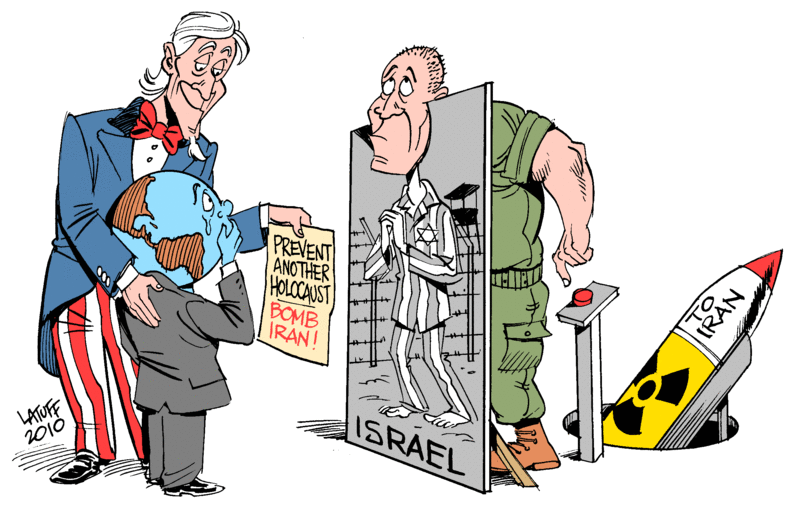 PREVENT
ANOTHER
HOLOCAUST
BOMB
IRAN!
ISRAEL
TO
IRAN
LATUFF
2010